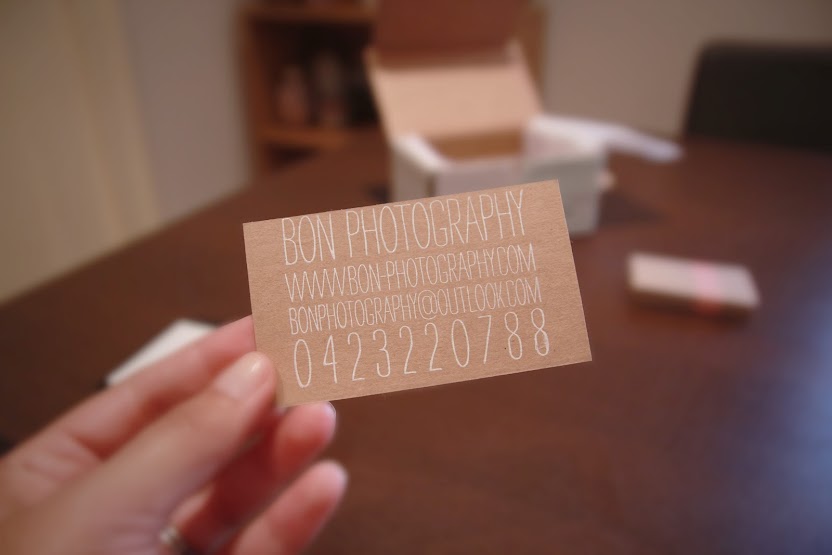 BON PHOTOGRAPHY
WWW.BON-PHOTOGRAPHY.COM
BONPHOTOGRAPHY@OUTLOOK.COM
0423220788